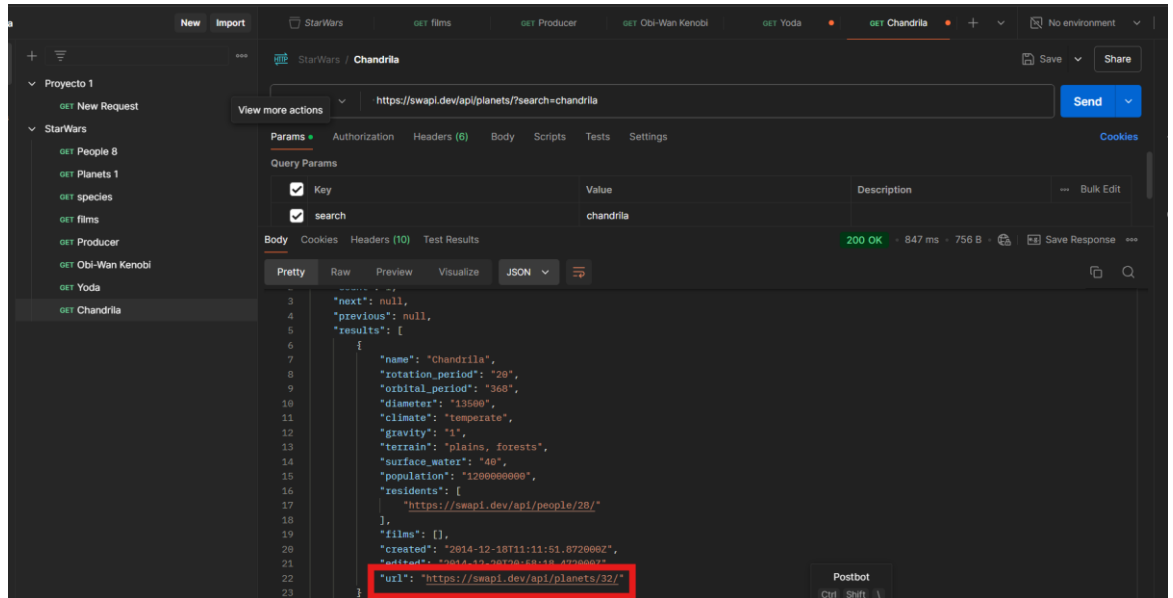 a
New Import
StarWars GET films GET Producer GET Obi-Wan Kenobi GET Yoda GET Chandrila No environment
HTTP StarWars / Chandrila Save Share
Proyecto 1
GET New Request
View more actions
StarWars
GET People 8
GET Planets 1
GET species
GET films
GET Producer
GET Obi-Wan Kenobi
GET Yoda
GET Chandrila
https://swapi.dev/api/planets/?search=chandrila Send
Params Authorization Headers (6) Body Scripts Tests Settings Cookies
Query Params
Key Value Description Bulk Edit
search chandrila
Body Cookies Headers (10) Test Results 200 OK 847 ms 756 B Save Response
Pretty Raw Preview Visualize JSON
3 "next": null,
4 "previous": null,
5 "results": [
6 {
7 "name": "Chandrila",
8 "rotation_period": "20",
9 "orbital_period": "368",
10 "diameter": "13500",
11 "climate": "temperate",
12 "gravity": "1",
13 "terrain": "plains, forests",
14 "surface_water": "40",
15 "population": "1200000000",
16 "residents": [
17 "https://swapi.dev/api/people/28/"
18 ],
19 "films": [],
20 "created": "2014-12-18T11:11:51.872000Z",
21 "edited": "2014-12-20T20:58:18.472000Z",
22 "url": "https://swapi.dev/api/planets/32/"
23 }
Postbot
Ctrl Shift \